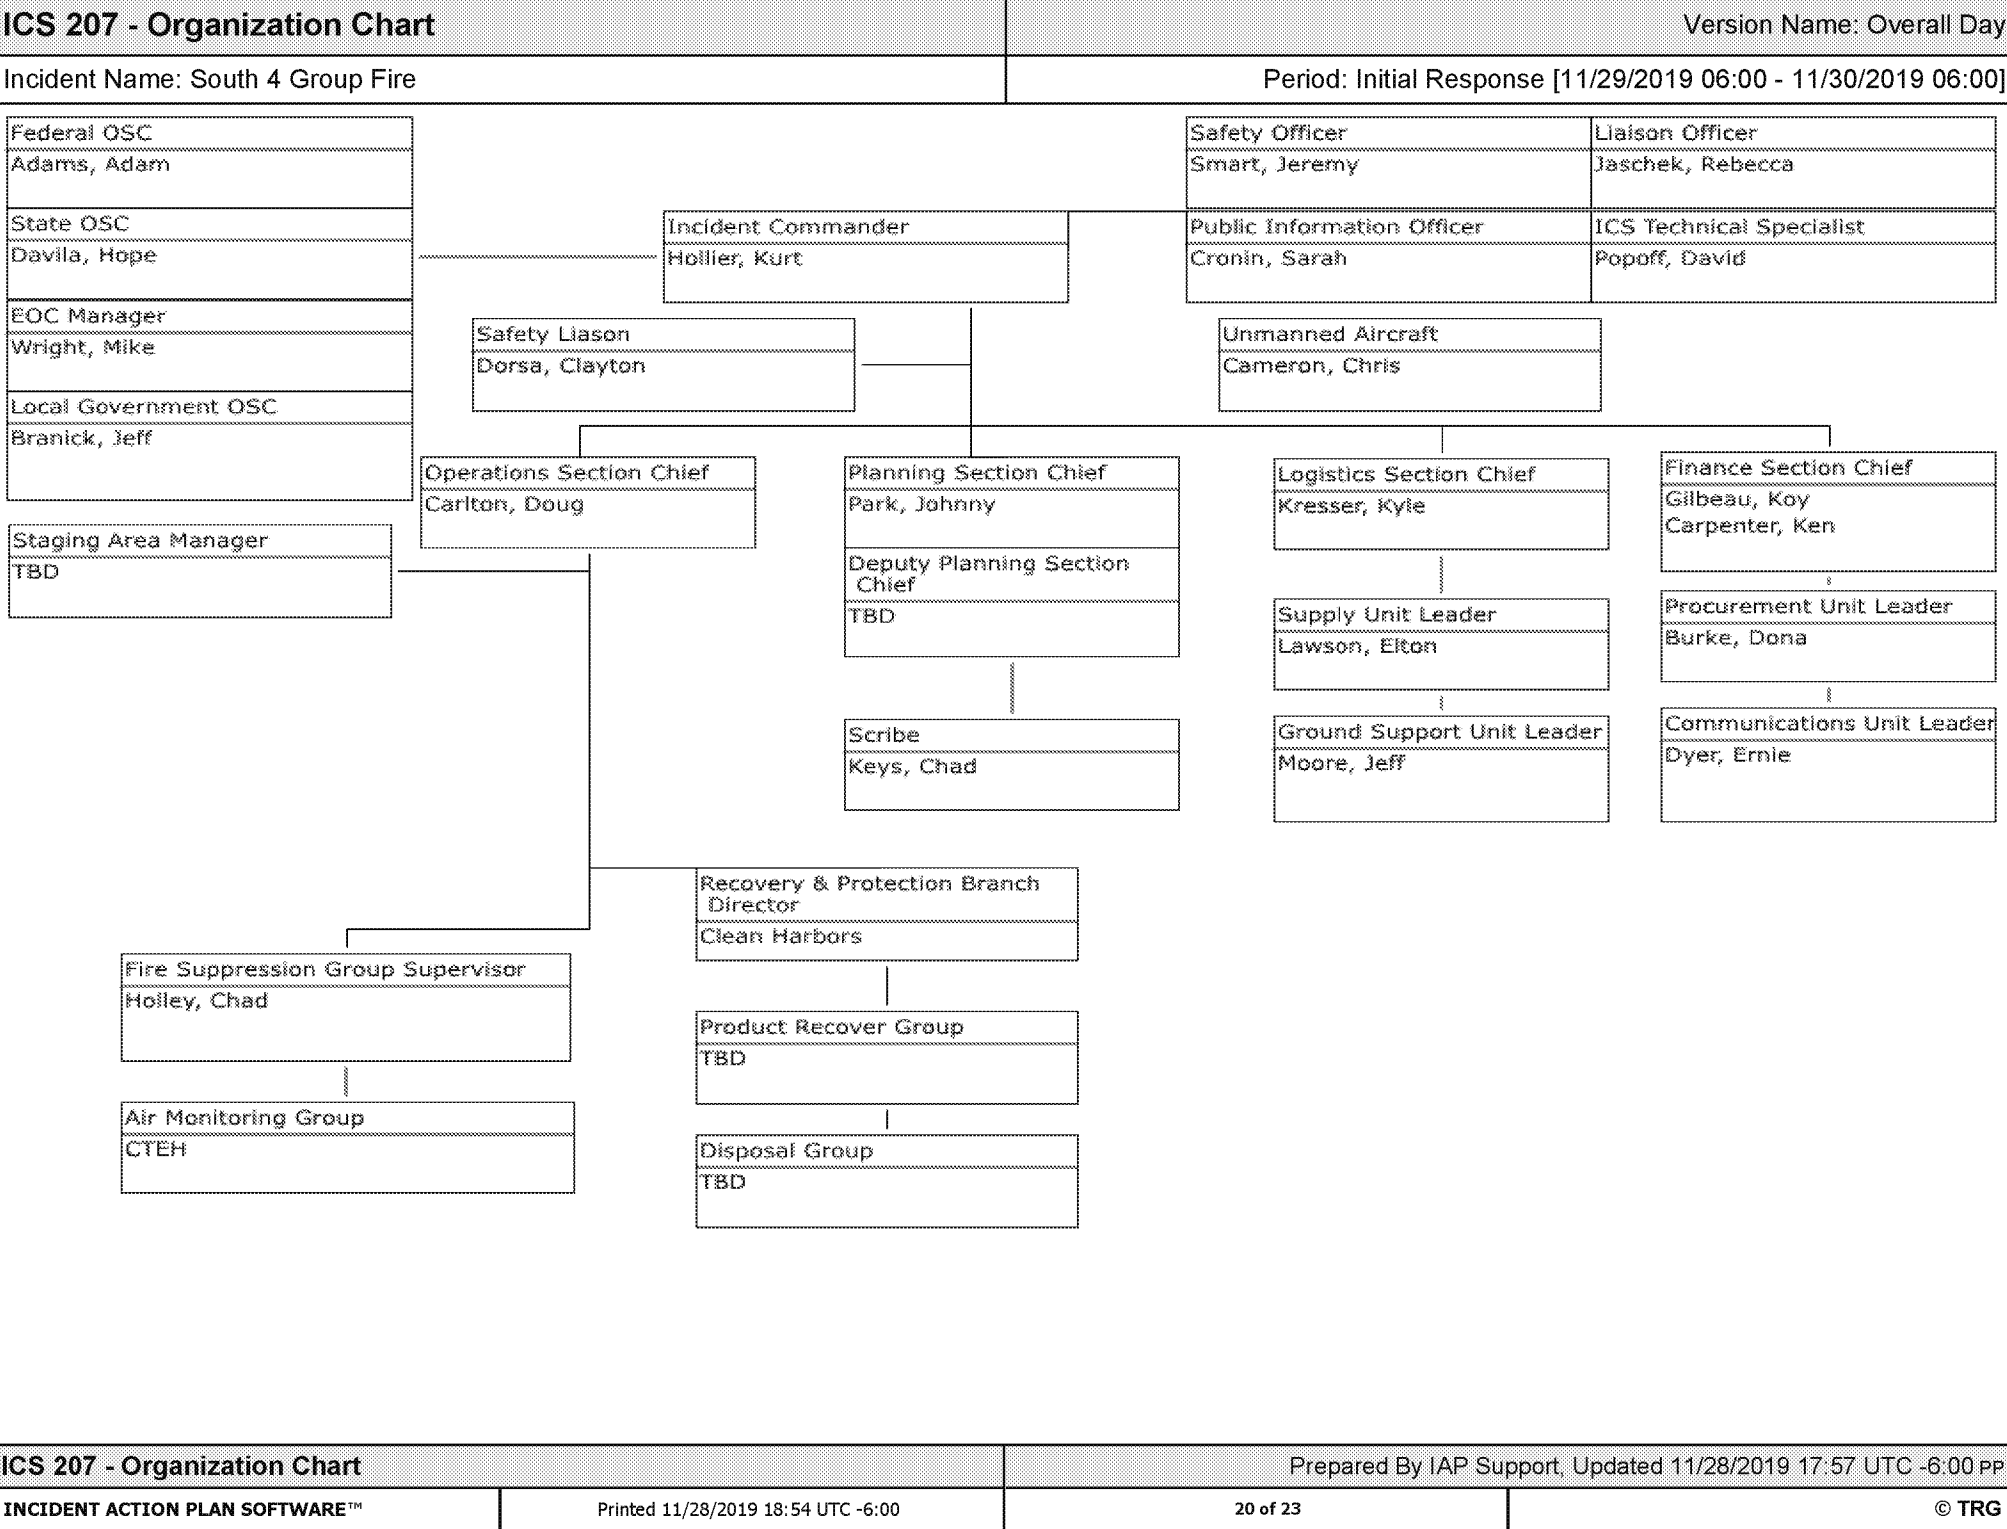 ICS 207 - Organization Chart
Version Name: Overall Day
Incident Name: South 4 Group Fire
Period: Initial Response [11/29/2019 06:00 - 11/30/2019 06:00]
Federal OSC
Adams, Adam
State OSC
Davila, Hope
EOC Manager
Wright, Mike
Local Government OSC
Branick, Jeff
Incident Commander
Hollier, Kurt
Safety Officer
Smart, Jeremy
Liaison Officer
Jaschek, Rebecca
Public Information Officer
Cronin, Sarah
ICS Technical Specialist
Popoff, David
Safety Liason
Dorsa, Clayton
Unmanned Aircraft
Cameron, Chris
Operations Section Chief
Carlton, Doug
Planning Section Chief
Park, Johnny
Deputy Planning Section
Chief
TBD
Logistics Section Chief
Kresser, Kyle
Finance Section Chief
Gilbeau, Koy
Carpenter, Ken
Staging Area Manager
TBD
Supply Unit Leader
Lawson, Elton
Procurement Unit Leader
Burke, Dona
Scribe
Keys, Chad
Ground Support Unit Leader
Moore, Jeff
Communications Unit Leader
Dyer, Ernie
Recovery & Protection Branch
Director
Clean Harbors
Fire Suppression Group Supervisor
Holley, Chad
Product Recover Group
TBD
Air Monitoring Group
CTEH
Disposal Group
TBD
ICS 207 - Organization Chart
Prepared By IAP Support, Updated 11/28/2019 17:57 UTC -6:00 PP
INCIDENT ACTION PLAN SOFTWARE™
Printed 11/28/2019 18:54 UTC -6:00
20 of 23
© TRG